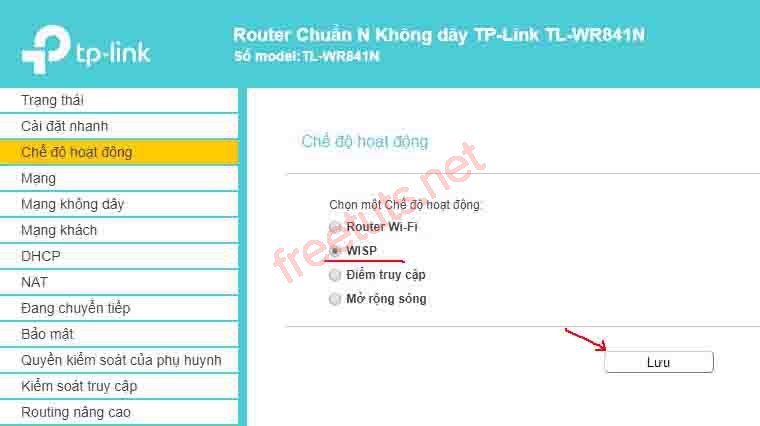 tp-link
Router Chuẩn N Không dây TP-Link TL-WR841N
Số model: TL-WR841N
Trạng thái
Cài đặt nhanh
Chế độ hoạt động
Mạng
Mạng không dây
Mạng khách
DHCP
NAT
Đang chuyển tiếp
Bảo mật
Quyền kiểm soát của phụ huynh
Kiểm soát truy cập
Routing nâng cao
Chế độ hoạt động
Chọn một Chế độ hoạt động:
Router Wi-Fi
WISP
Điểm truy cập
Mở rộng sóng
Lưu
freetuts.net